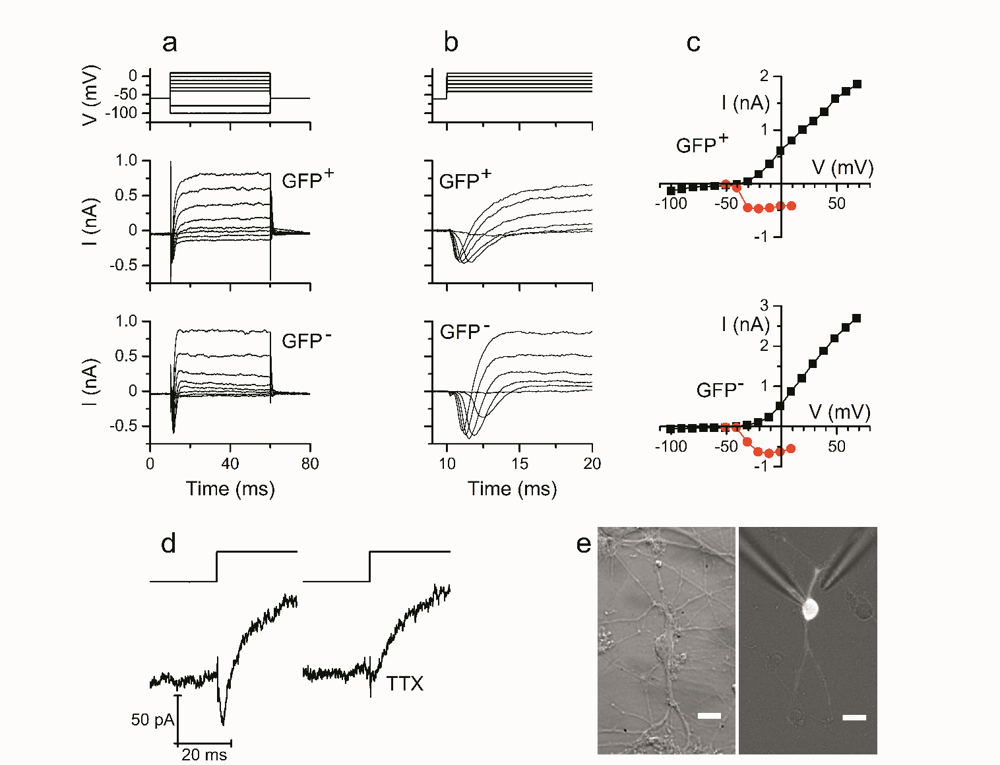 a
b
c
V (mV)
0
-50
-100
I (nA)
1.0
0.5
0
-0.5
GFP+
GFP+
2
I (nA)
1
GFP+
V (mV)
-100
-50
50
-1
I (nA)
1.0
0.5
0
-0.5
GFP-
GFP-
0
40
80
Time (ms)
10
15
20
Time (ms)
3
I (nA)
2
1
GFP-
V (mV)
-100
-50
50
-1
d
TTX
50 pA
20 ms
e